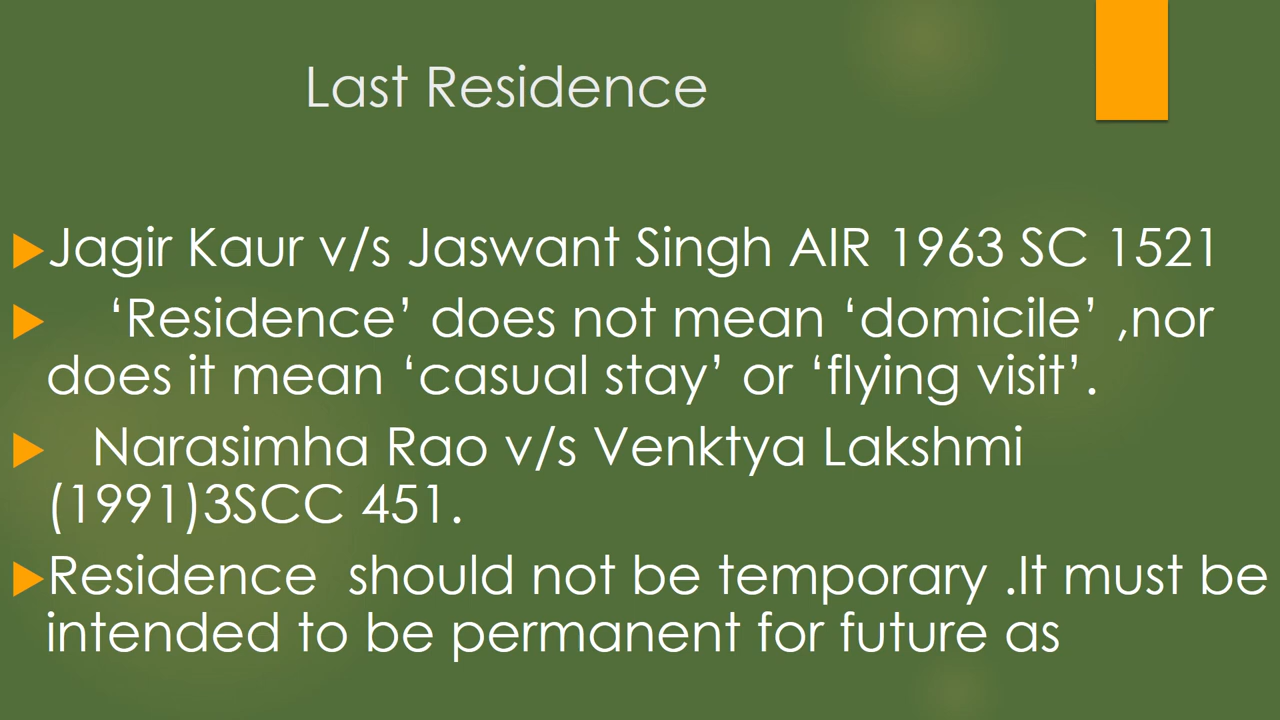 Last Residence
Jagir Kaur v/s Jaswant Singh AIR 1963 SC 1521
‘Residence’ does not mean ‘domicile’ ,nor
does it mean ‘casual stay’ or ‘flying visit’.
Narasimha Rao v/s Venktya Lakshmi
(1991)3SCC 451.
Residence  should not be temporary .It must be
intended to be permanent for future as